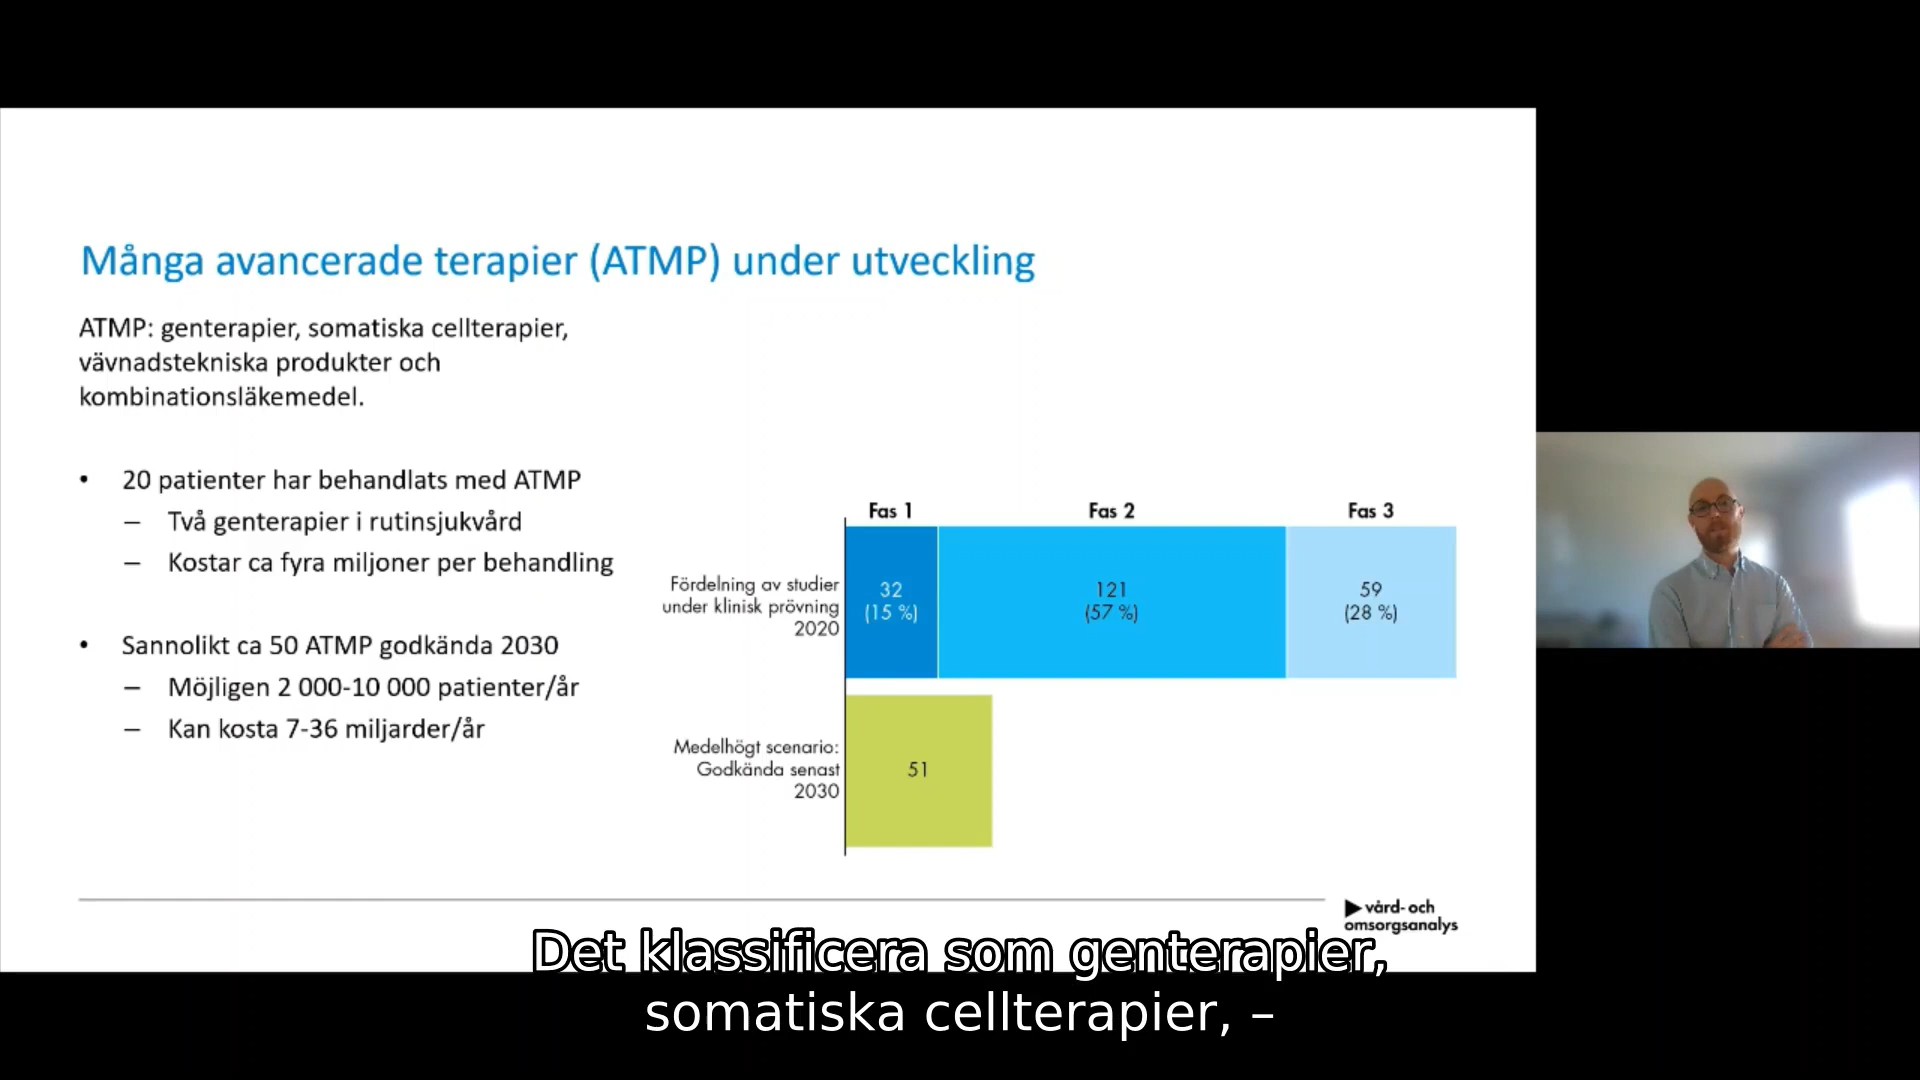 Många avancerade terapier (ATMP) under utveckling
ATMP: genterapier, somatiska cellterapier,
vävnadstekniska produkter och
kombinationsläkemedel.
• 20 patienter har behandlats med ATMP
– Två genterapier i rutinsjukvård
– Kostar ca fyra miljoner per behandling
• Sannolikt ca 50 ATMP godkända 2030
– Möjligen 2 000-10 000 patienter/år
– Kan kosta 7-36 miljarder/år
Fas 1 Fas 2 Fas 3
Fördelning av studier
under klinisk prövning
2020
32
(15 %)
121
(57 %)
59
(28 %)
Medelhögt scenario:
Godkända senast
2030
51
vård- och
omsorgsanalys
Det klassificera som genterapier,
somatiska cellterapier, –